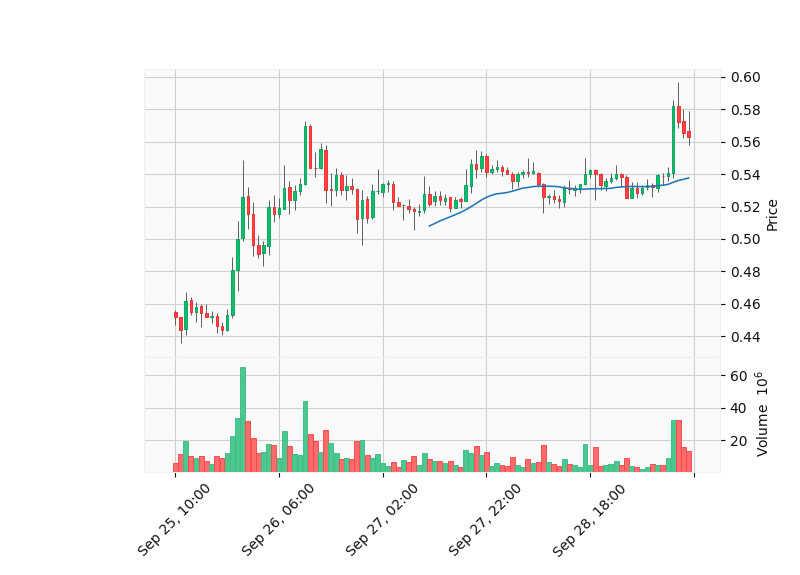 0.60
0.58
0.56
0.54
0.52
0.50
0.48
0.46
0.44
Price
60
40
20
Volume 10^6
Sep 25, 10:00
Sep 26, 06:00
Sep 27, 02:00
Sep 27, 22:00
Sep 28, 18:00